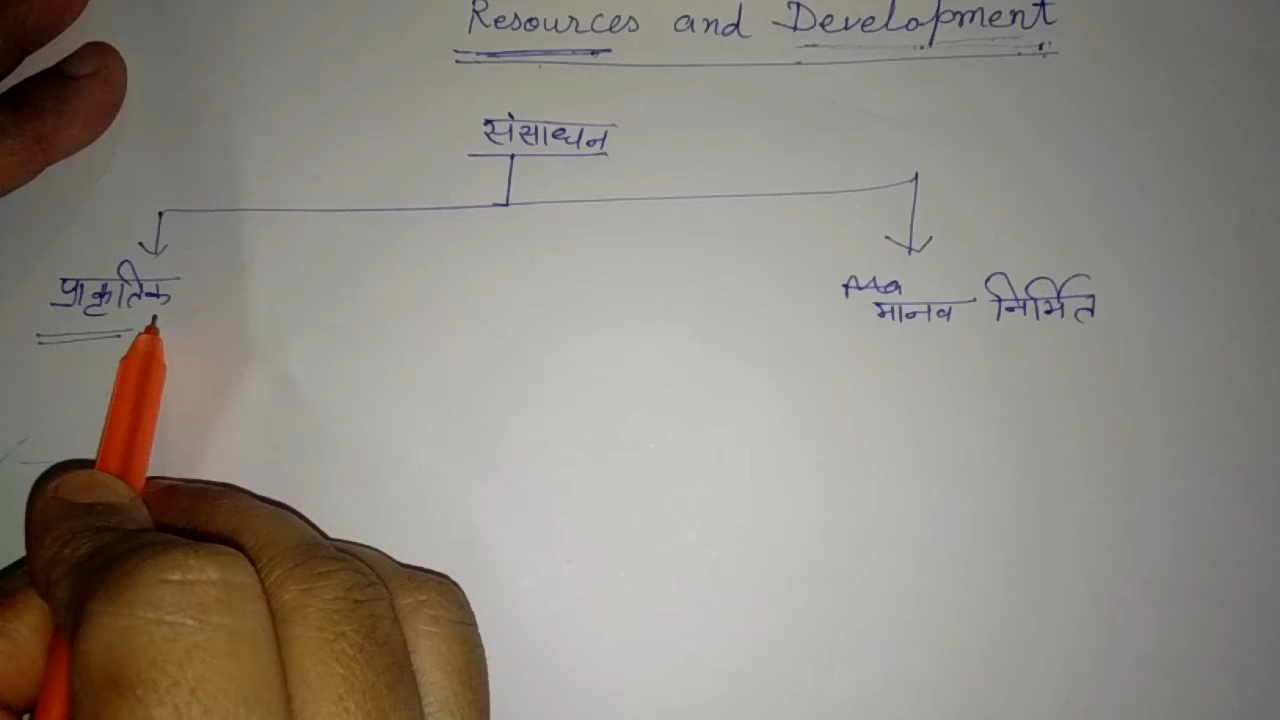 Resources and Development
संसाधन
प्राकृतिक
मानव निर्मित